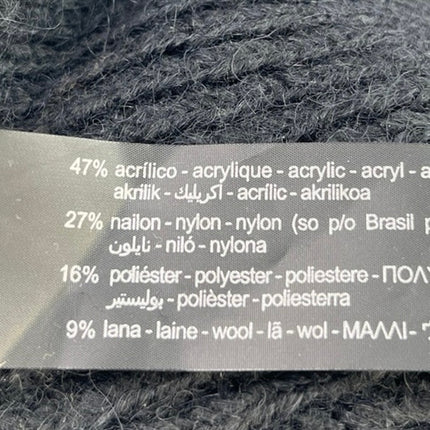 47% acrílico - acrylique - acrylic - acryl - a
akrilik - أكريليك - acrílic - akrilikoa
27% nailon - nylon - nylon (so p/o Brasil p
نايلون - niló - nylona
16% poliéster - polyester - poliestere - ΠΟΛΥ
بوليستير - polièster - poliesterra
9% lana - laine - wool - lã - wol - ΜΑΛΛΙ -